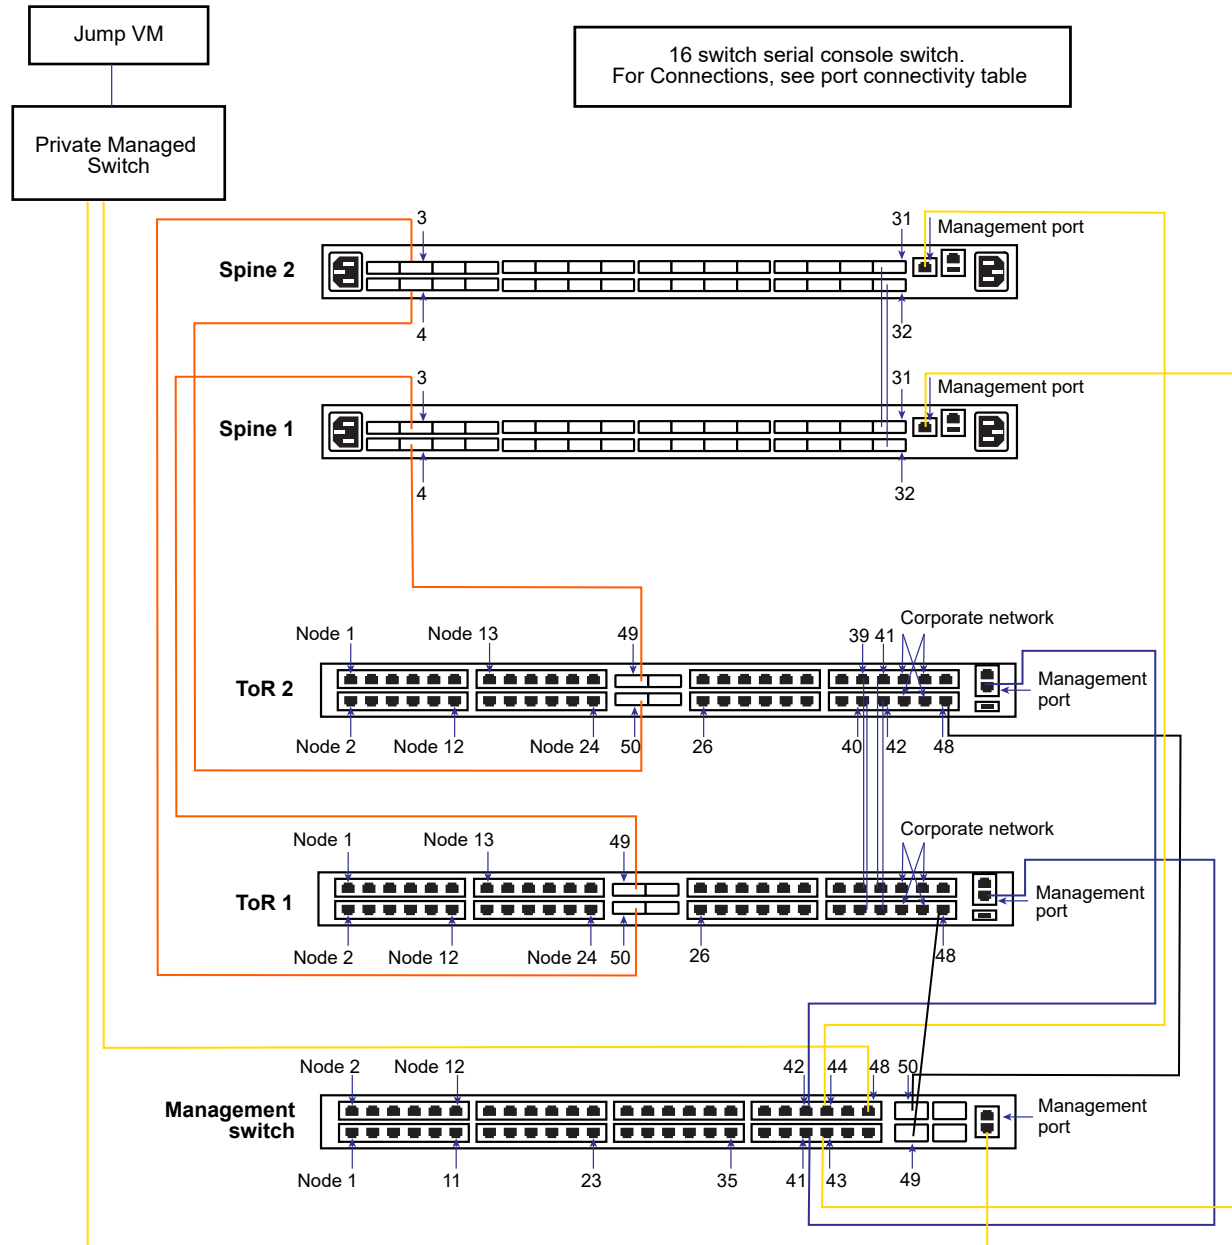 Jump VM
16 switch serial console switch.
For Connections, see port connectivity table
Private Managed
Switch
3
31
Management port
Spine 2
4
32
3
31
Management port
Spine 1
4
32
Corporate network
Node 1
Node 13
49
39
41
ToR 2
Management
port
Node 2
Node 12
Node 24
50
26
40
42
48
Corporate network
Node 1
Node 13
49
ToR 1
Management
port
Node 2
Node 12
Node 24
50
26
48
Node 2
Node 12
42
44
48
50
Management
switch
Management
port
Node 1
11
23
35
41
43
49